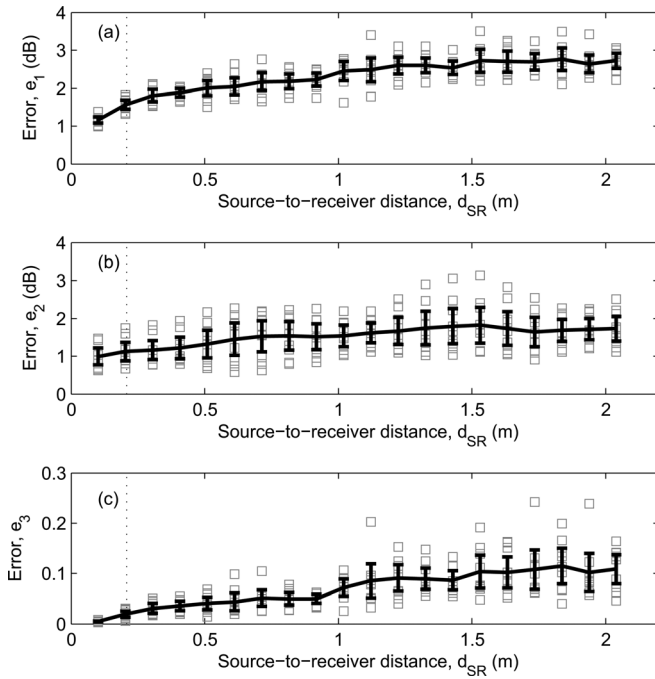 (a)
Error, e1 (dB)
4
3
2
1
0
0 0.5 1 1.5 2
Source−to−receiver distance, dSR (m)
(b)
Error, e2 (dB)
4
3
2
1
0
0 0.5 1 1.5 2
Source−to−receiver distance, dSR (m)
(c)
Error, e3
0.3
0.2
0.1
0
0 0.5 1 1.5 2
Source−to−receiver distance, dSR (m)